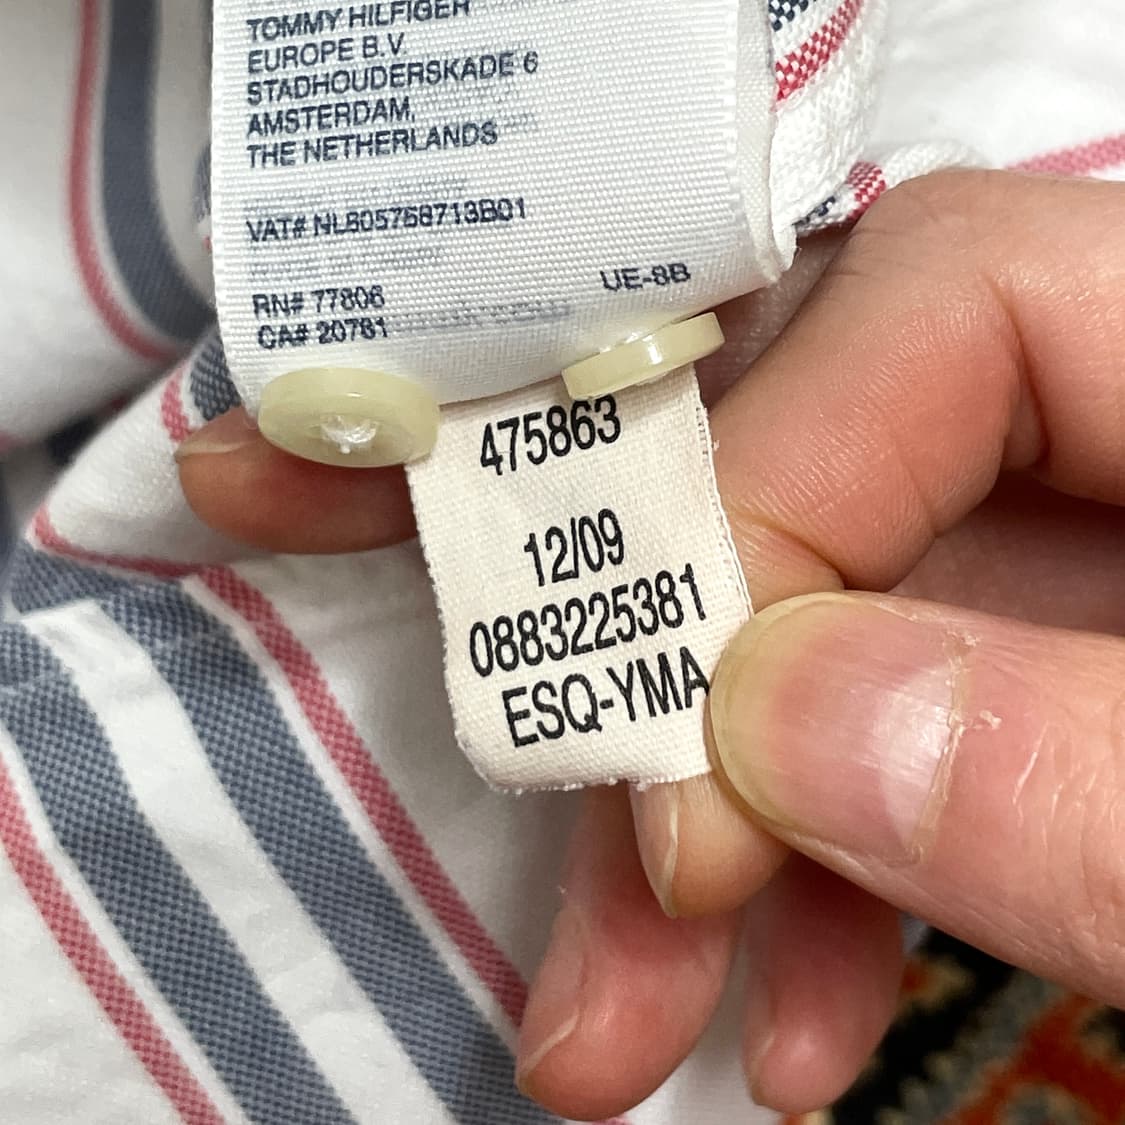 TOMMY HILFIGER
EUROPE B.V.
STADHOUDERSKADE 6
AMSTERDAM,
THE NETHERLANDS
VAT# NL805768713B01
UE-8B
RN# 77806
CA# 20781
475863
12/09
0883225381
ESQ-YMA